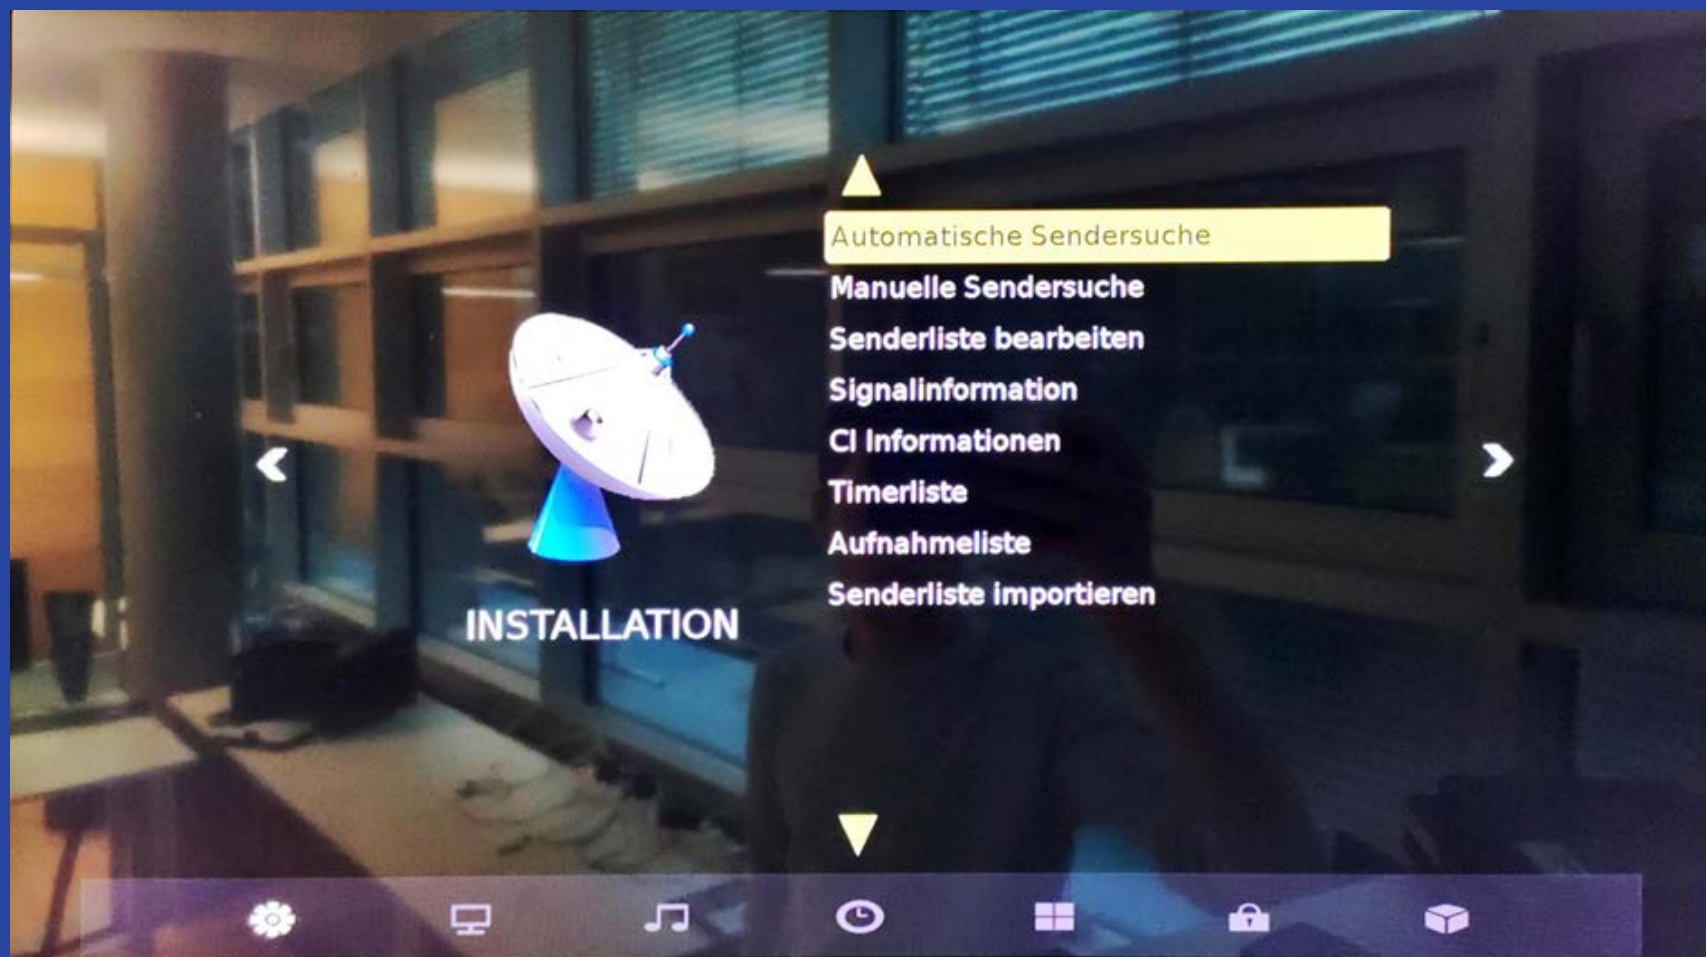 Automatische Sendersuche
Manuelle Sendersuche
Senderliste bearbeiten
Signalinformation
CI Informationen
Timerliste
Aufnahmeliste
Senderliste importieren
INSTALLATION